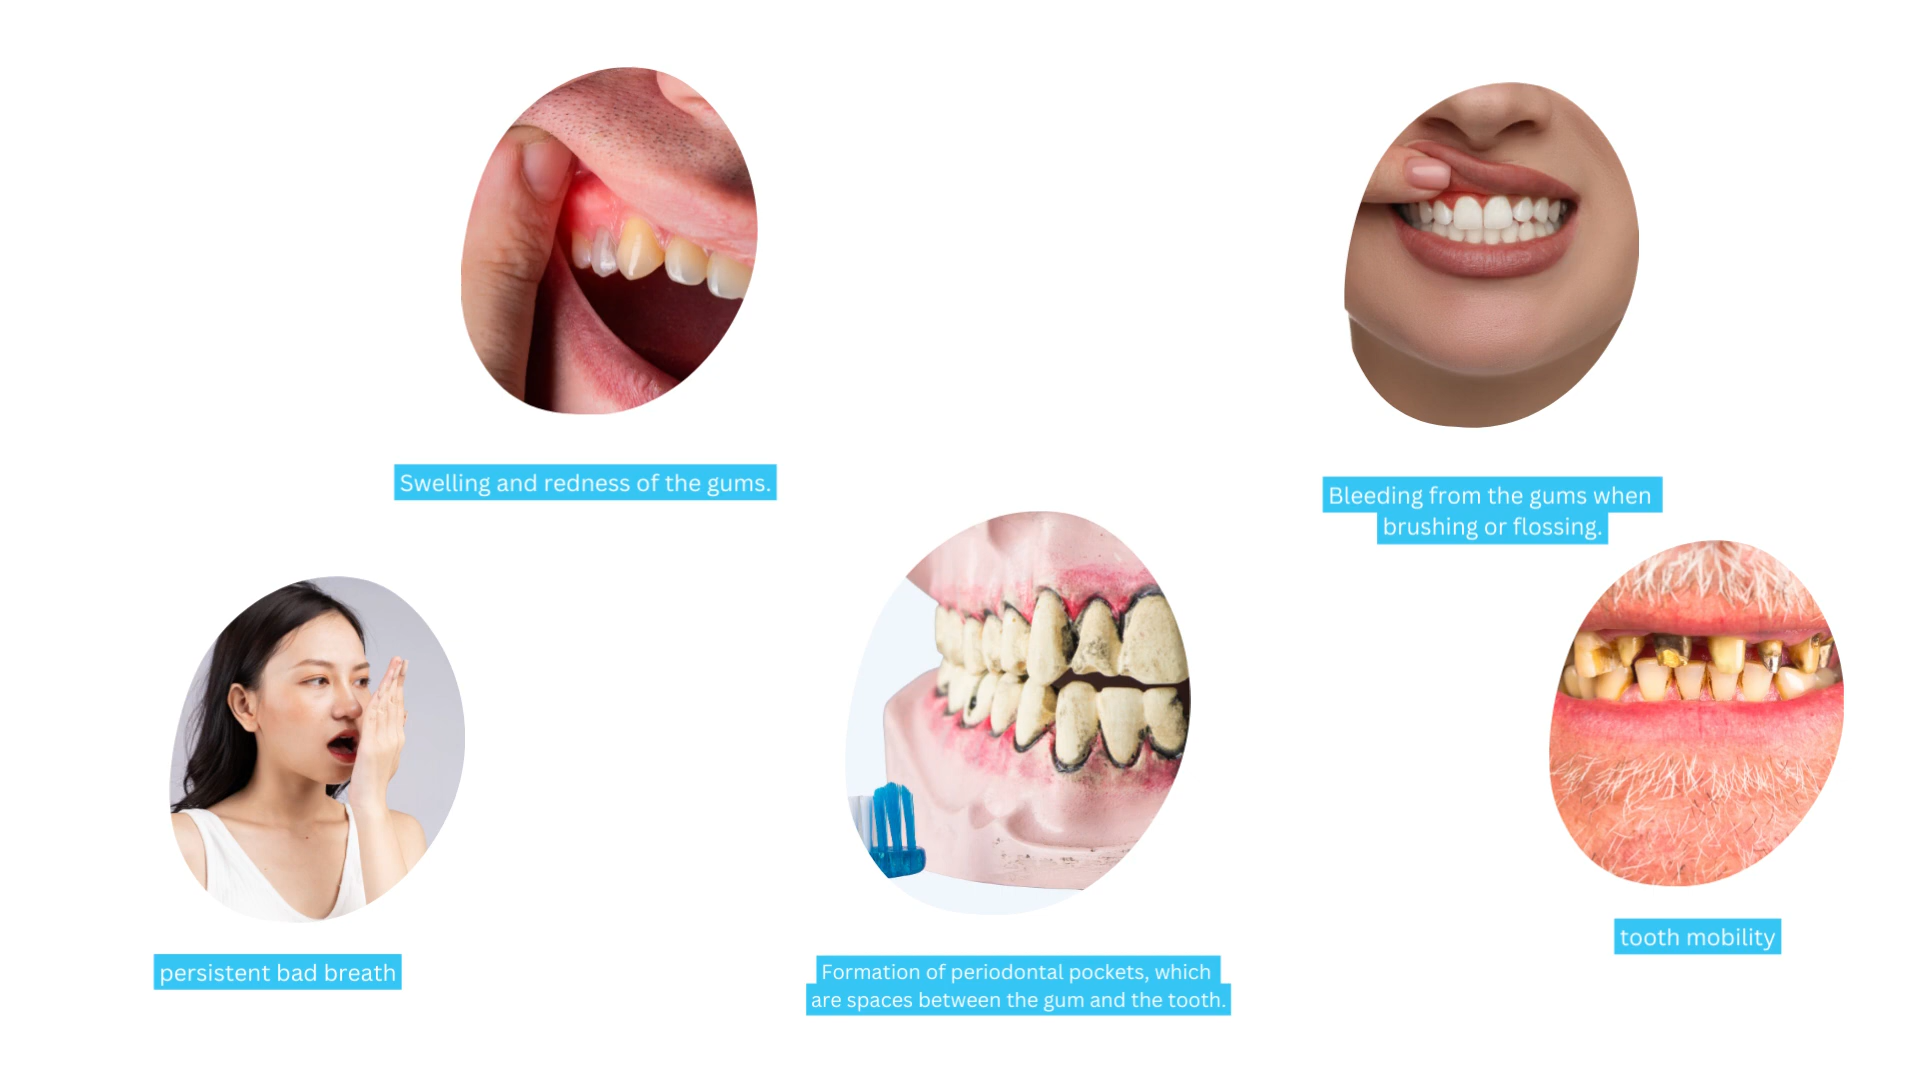 Swelling and redness of the gums.
Bleeding from the gums when
brushing or flossing.
persistent bad breath
Formation of periodontal pockets, which
are spaces between the gum and the tooth.
tooth mobility